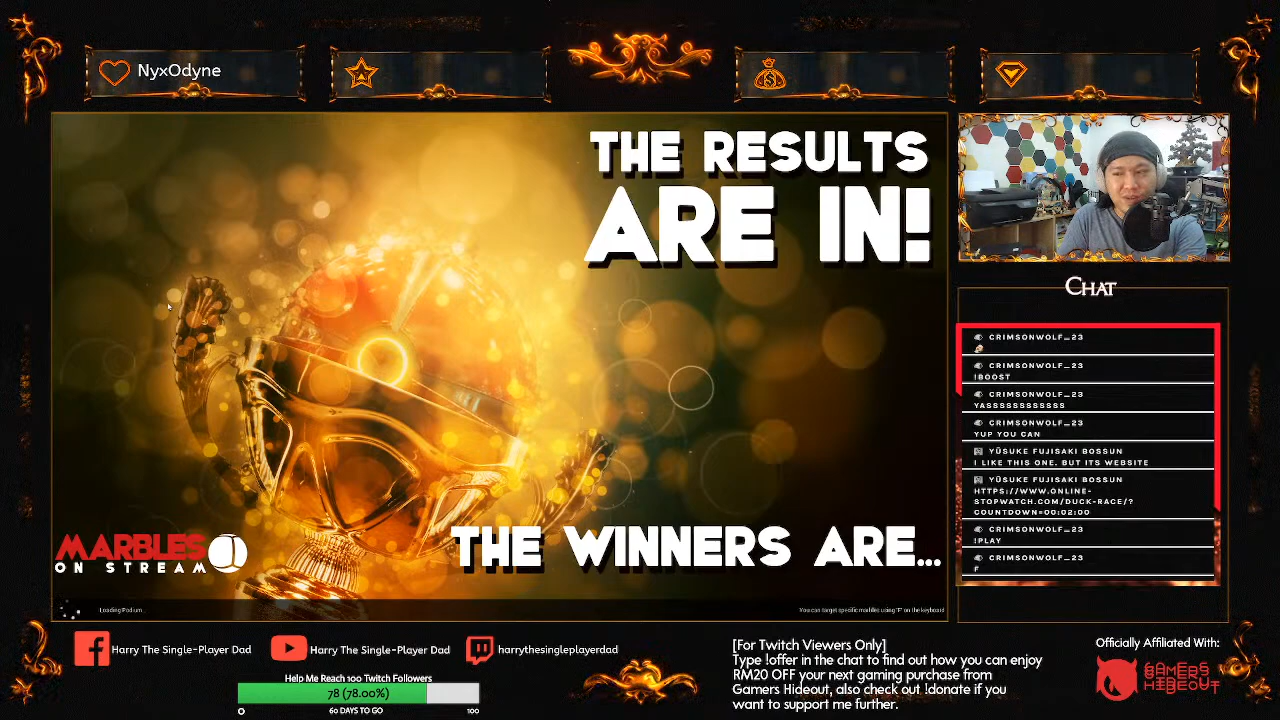 NyxOdyne
THE RESULTS
ARE IN!
THE WINNERS ARE...
MARBLES
ON STREAM
Loading Podium...
You can target specific marbles using 'F' on the keyboard
CHAT
CRIMSONWOLF_23
CRIMSONWOLF_23
!BOOST
CRIMSONWOLF_23
YASSSSSSSSSSSS
CRIMSONWOLF_23
YUP YOU CAN
YÜSUKE FUJISAKI BOSSUN
I LIKE THIS ONE. BUT ITS WEBSITE
YÜSUKE FUJISAKI BOSSUN
HTTPS://WWW.ONLINE-
STOPWATCH.COM/DUCK-RACE/?
COUNTDOWN=00:02:00
CRIMSONWOLF_23
!PLAY
CRIMSONWOLF_23
F
Harry The Single-Player Dad
Harry The Single-Player Dad
harrythesingleplayerdad
Help Me Reach 100 Twitch Followers
78 (78.00%)
0
60 DAYS TO GO
100
[For Twitch Viewers Only]
Type !offer in the chat to find out how you can enjoy
RM20 OFF your next gaming purchase from
Gamers Hideout, also check out !donate if you
want to support me further.
Officially Affiliated With:
GAMERS
HIDEOUT